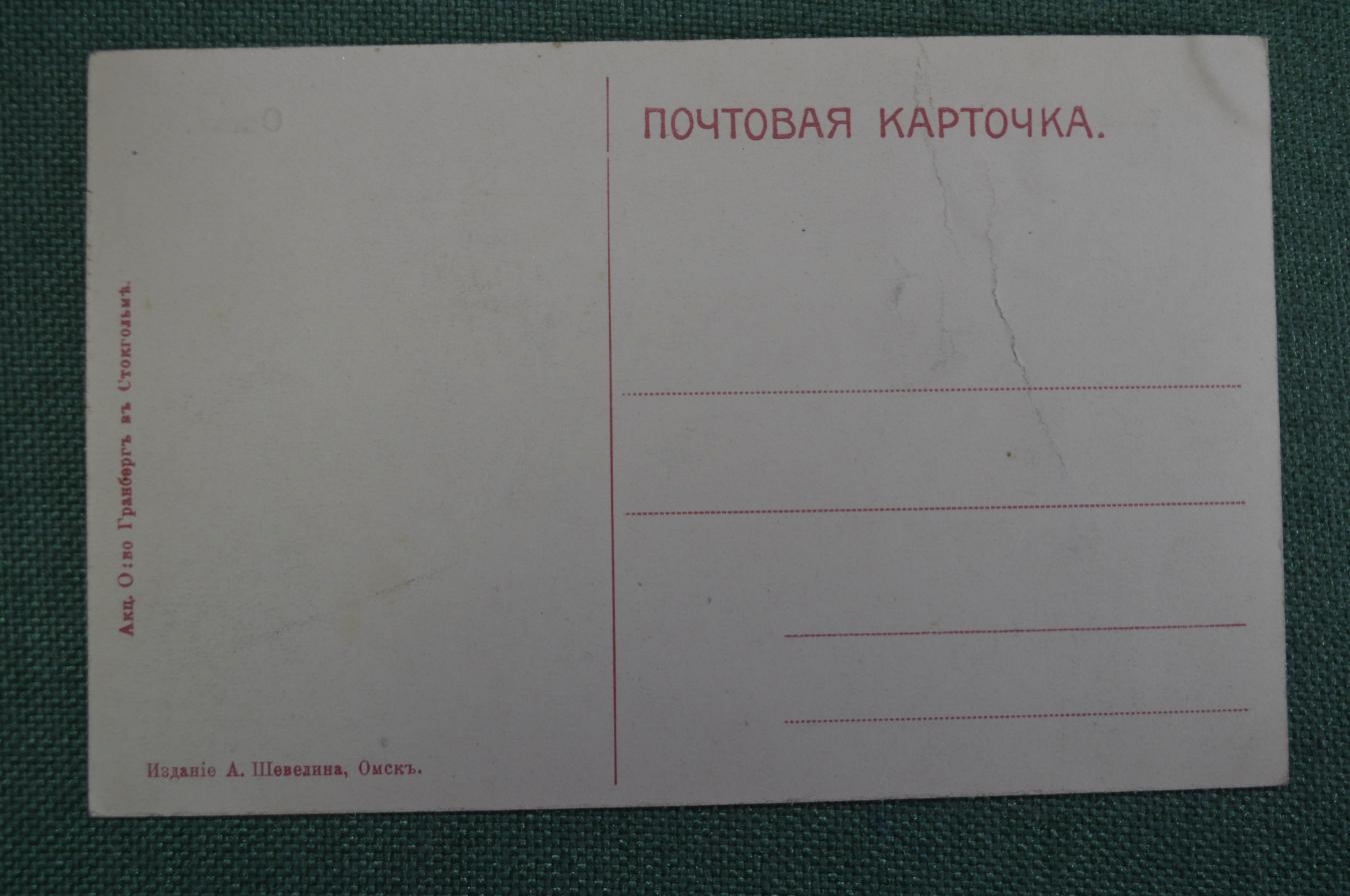 ПОЧТОВАЯ КАРТОЧКА.
Акц. О:во Гранбергъ въ Стокгольмѣ.
Изданіе А. Шевелина, Омскъ.